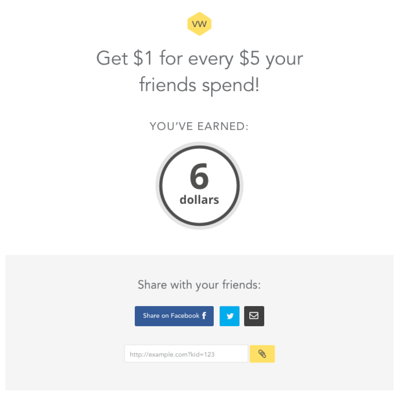 VW
Get $1 for every $5 your
friends spend!
YOU'VE EARNED:
6
dollars
Share with your friends:
Share on Facebook f
http://example.com?kid=123